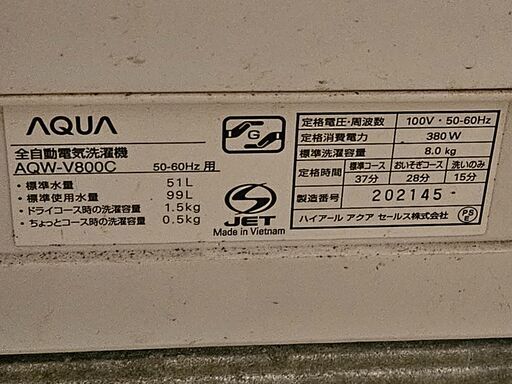 AQUA
全自動電気洗濯機
AQW-V800C 50-60Hz 用
・標準水量 51L
・標準使用水量 99L
・ドライコース時の洗濯容量 1.5kg
・ちょっとコース時の洗濯容量 0.5kg
G
S
JET
Made in Vietnam
定格電圧・周波数 100V・50-60Hz
定格消費電力 380W
標準洗濯容量 8.0kg
定格時間 標準コース おいそぎコース 洗いのみ
37分 28分 15分
製造番号 202145
ハイアール アクア セールス株式会社
PS
E